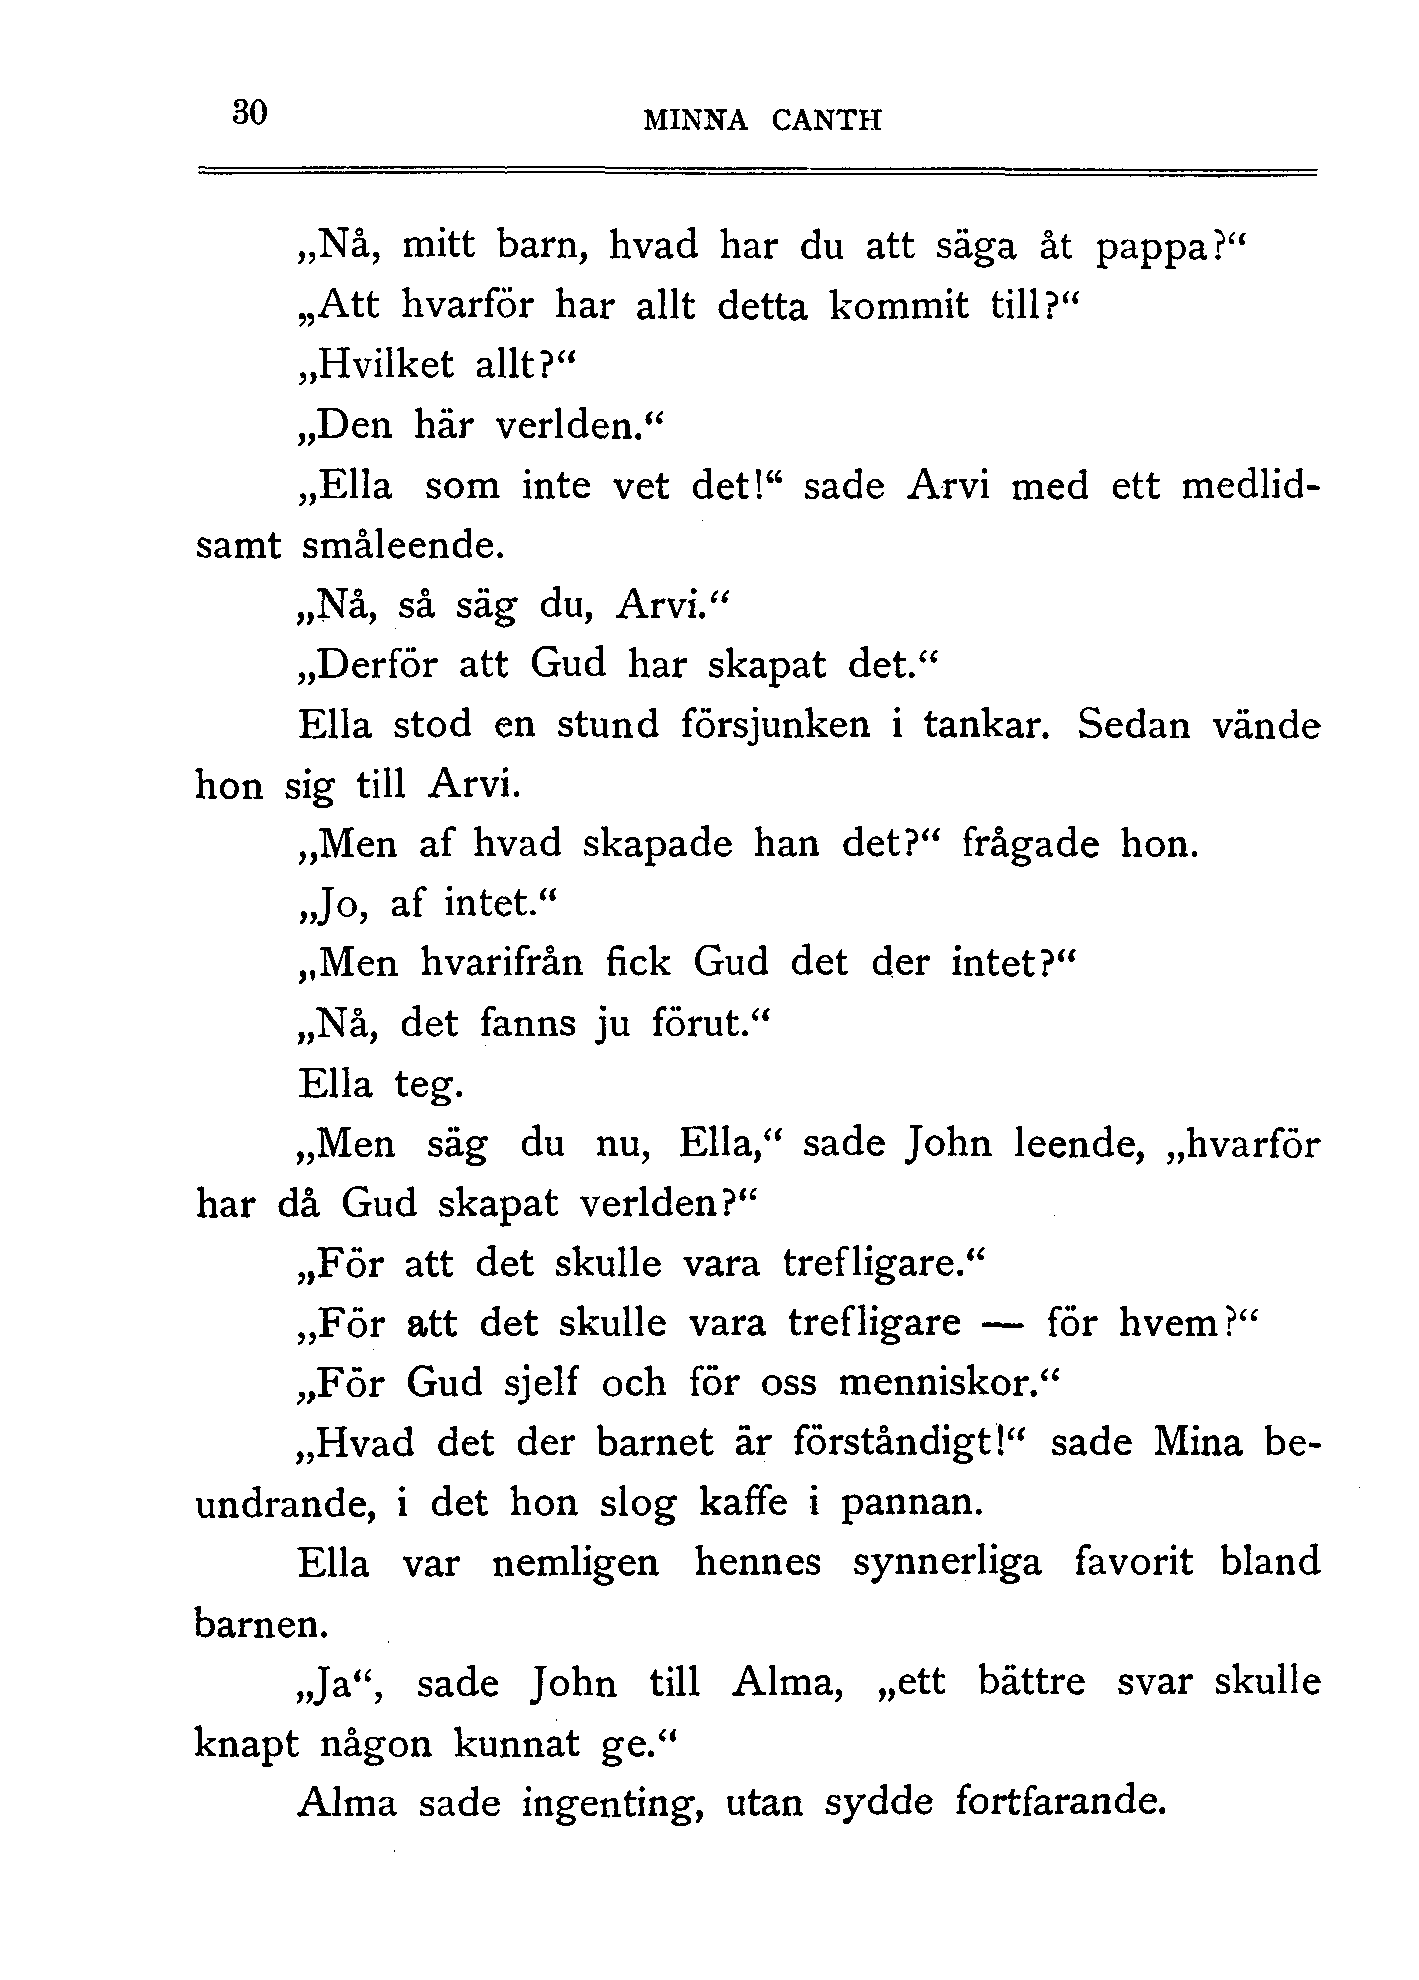 30
MINNA CANTH
„Nå, mitt barn, hvad har du att säga åt pappa?“
„Att hvarför har allt detta kommit till?“
„Hvilket allt?“
„Den här verlden.“
„Ella som inte vet det!“ sade Arvi med ett medlid-
samt småleende.
„Nå, så säg du, Arvi.“
„Derför att Gud har skapat det.“
Ella stod en stund försjunken i tankar. Sedan vände
hon sig till Arvi.
„Men af hvad skapade han det?“ frågade hon.
„Jo, af intet.“
„Men hvarifrån fick Gud det der intet?“
„Nå, det fanns ju förut.“
Ella teg.
„Men säg du nu, Ella,“ sade John leende, „hvarför
har då Gud skapat verlden?“
„För att det skulle vara trefligare.“
„För att det skulle vara trefligare — för hvem?“
„För Gud sjelf och för oss menniskor.“
„Hvad det der barnet är förståndigt!“ sade Mina be-
undrande, i det hon slog kaffe i pannan.
Ella var nemligen hennes synnerliga favorit bland
barnen.
„Ja“, sade John till Alma, „ett bättre svar skulle
knapt någon kunnat ge.“
Alma sade ingenting, utan sydde fortfarande.